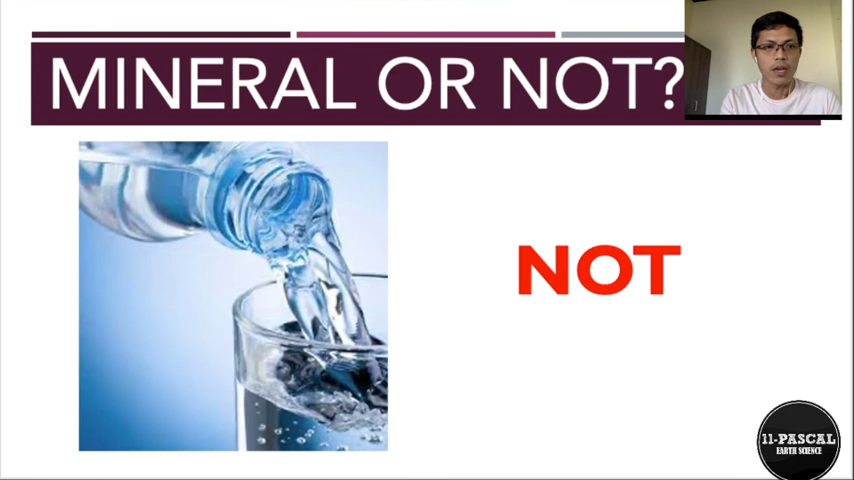 MINERAL OR NOT?
NOT
11-PASCAL
EARTH SCIENCE